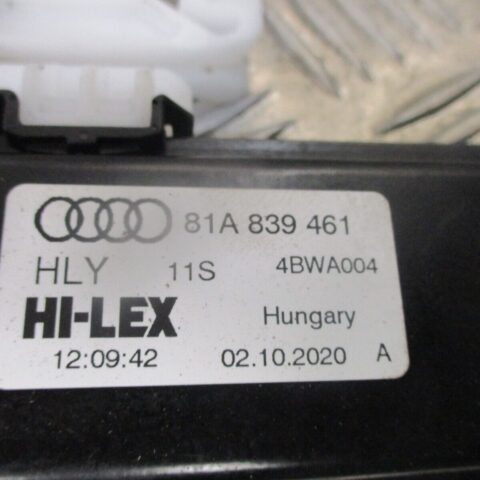 81A 839 461
HLY 11S 4BWA004
HI-LEX Hungary
12:09:42 02.10.2020 A